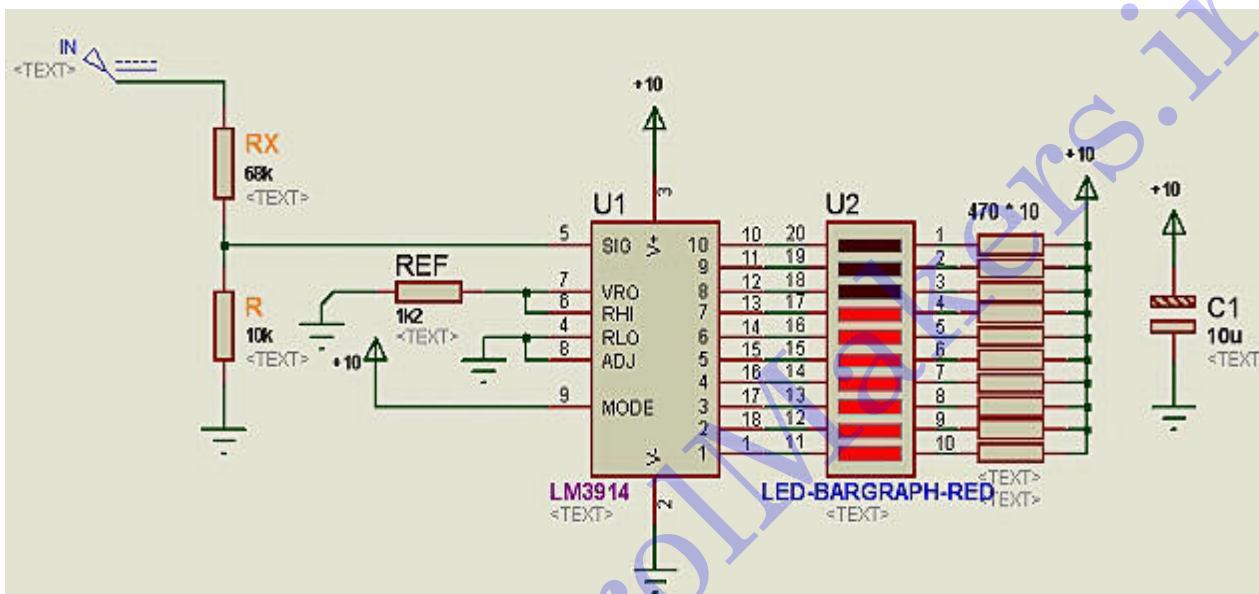 IN
<TEXT>
RX
68k
<TEXT>
R
10k
<TEXT>
REF
1k2
<TEXT>
+10
+10
U1
LM3914
<TEXT>
5 SIG
7 VRO
6 RHI
4 RLO
8 ADJ
9 MODE
3 V+
2 V-
10 10 20 1
9 11 19 2
8 12 18 3
7 13 17 4
6 14 16 5
5 15 15 6
4 16 14 7
3 17 13 8
2 18 12 9
1 1 11 10
U2
LED-BARGRAPH-RED
<TEXT>
470 * 10
<TEXT>
<TEXT>
+10
+10
C1
10u
<TEXT
olMakers.ir